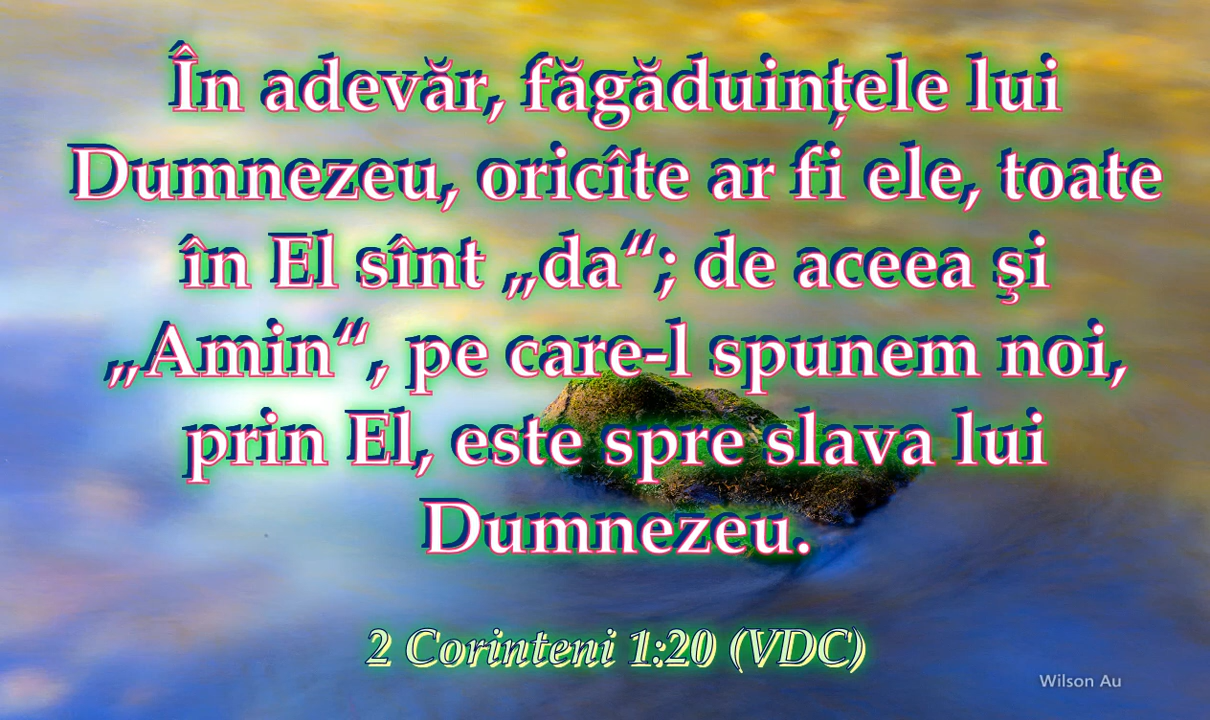 În adevăr, făgăduințele lui
Dumnezeu, oricîte ar fi ele, toate
în El sînt „da“; de aceea şi
„Amin“, pe care-l spunem noi,
prin El, este spre slava lui
Dumnezeu.
2 Corinteni 1:20 (VDC)
Wilson Au